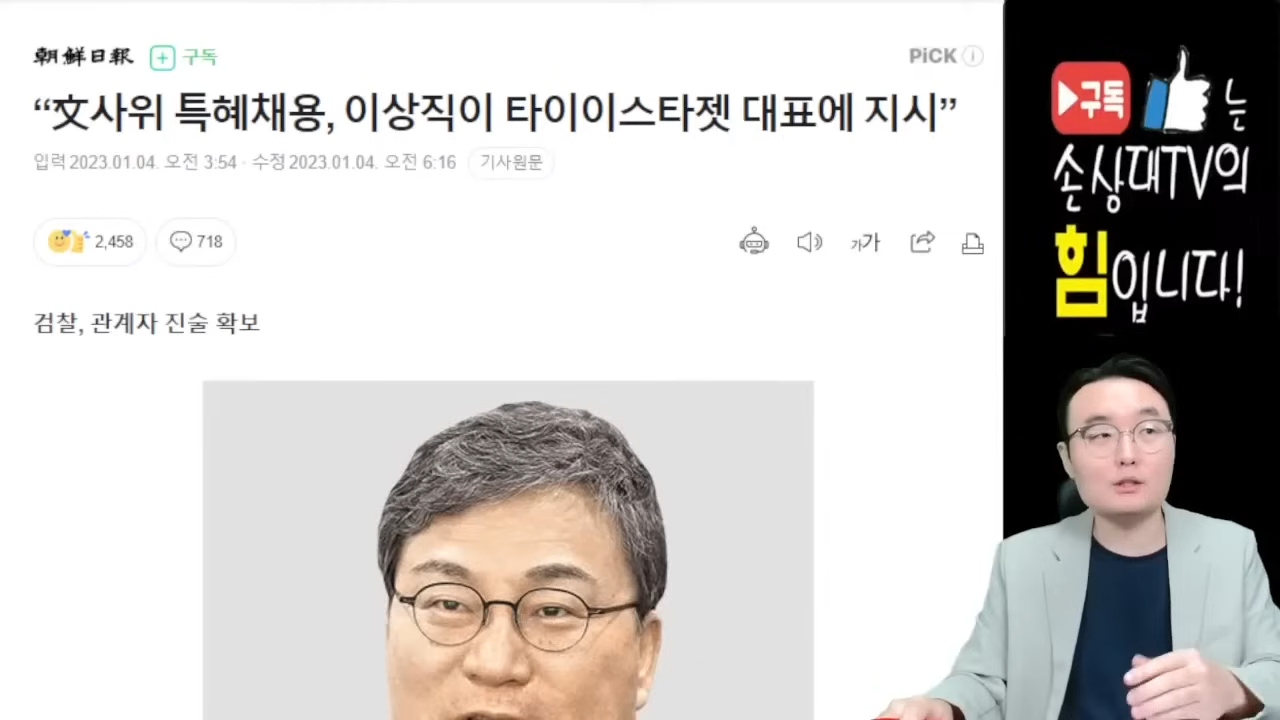 朝鮮日報 구독
PiCK
“文사위 특혜채용, 이상직이 타이이스타젯 대표에 지시”
입력 2023.01.04. 오전 3:54 · 수정 2023.01.04. 오전 6:16 기사원문
2,458 718
가가
검찰, 관계자 진술 확보
구독 는
손상대TV의
힘입니다!